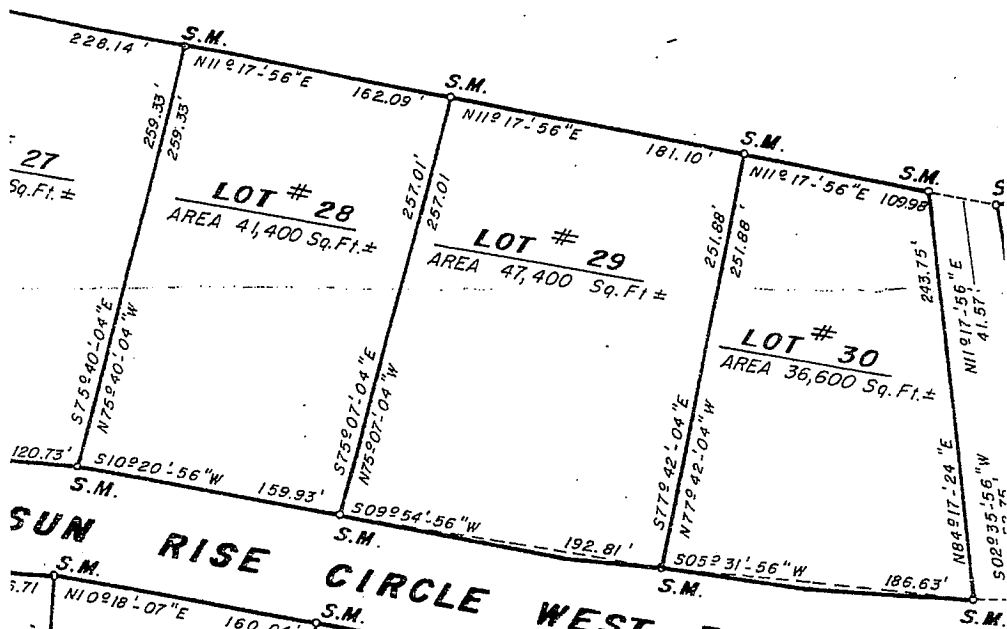 228.14'
S.M.
N11°17'-56"E
162.09'
S.M.
N11°17'-56"E
181.10'
S.M.
N11°17'-56"E
109.98
S.M.
S
27
Sq.Ft.±
259.33'
259.33'
LOT # 28
AREA 41,400 Sq.Ft.±
257.01'
257.01
LOT # 29
AREA 47,400 Sq.Ft±
251.88'
251.88'
LOT # 30
AREA 36,600 Sq.Ft.±
243.75'
N11°17-'56"E
41.57'
S75°40'-04"E
N75°40'-04"W
S75°07'-04"E
N75°07'-04"W
S77°42'-04"E
N77°42'-04"W
N84°17'-24"E
S02°35'-56"W
120.73'
S.M.
S10°20'-56"W
159.93'
S.M.
S09°54'-56"W
192.81'
S.M.
S05°31'-56"W
186.63'
S.M.
SUN RISE CIRCLE WEST
6.71
S.M.
N10°18'-07"E
S.M.